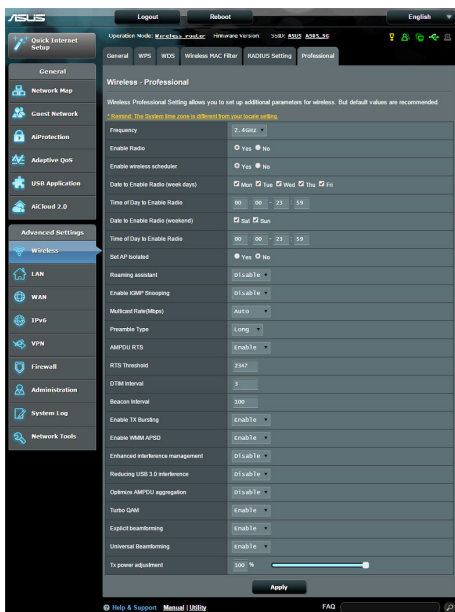 ASUS Logout Reboot English
Operation Mode: Wireless router Firmware Version: SSID: ASUS ASUS_5G
Quick Internet Setup
General
Network Map
Guest Network
AiProtection
Adaptive QoS
USB Application
AiCloud 2.0
Advanced Settings
Wireless
LAN
WAN
IPv6
VPN
Firewall
Administration
System Log
Network Tools
General WPS WDS Wireless MAC Filter RADIUS Setting Professional
Wireless - Professional
Wireless Professional Setting allows you to set up additional parameters for wireless. But default values are recommended.
* Remind: The System time zone is different from your locale setting.
Frequency 2.4GHz
Enable Radio Yes No
Enable wireless scheduler Yes No
Date to Enable Radio (week days) Mon Tue Wed Thu Fri
Time of Day to Enable Radio 00 : 00 - 23 : 59
Date to Enable Radio (weekend) Sat Sun
Time of Day to Enable Radio 00 : 00 - 23 : 59
Set AP Isolated Yes No
Roaming assistant Disable
Enable IGMP Snooping Disable
Multicast Rate(Mbps) Auto
Preamble Type Long
AMPDU RTS Enable
RTS Threshold 2347
DTIM Interval 3
Beacon Interval 100
Enable TX Bursting Enable
Enable WMM APSD Enable
Enhanced interference management Disable
Reducing USB 3.0 interference Disable
Optimize AMPDU aggregation Disable
Turbo QAM Enable
Explicit beamforming Enable
Universal Beamforming Enable
Tx power adjustment 100 %
Apply
Help & Support Manual | Utility FAQ